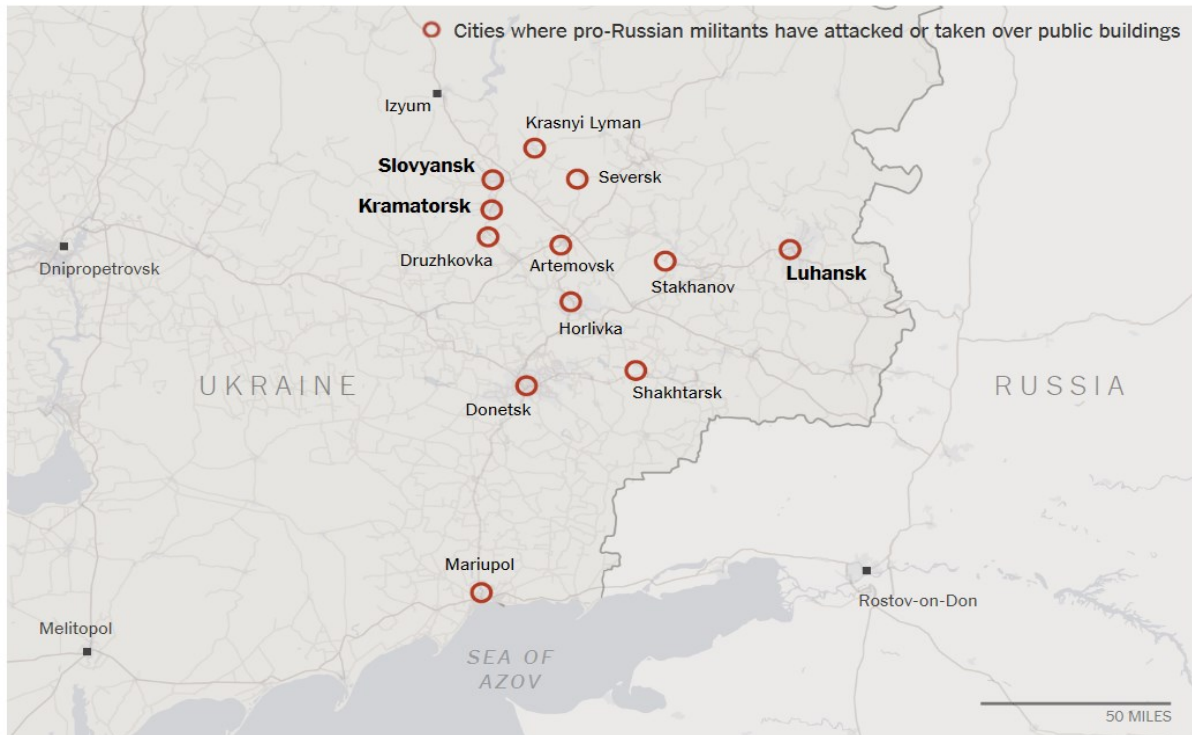 Cities where pro-Russian militants have attacked or taken over public buildings
Izyum
Krasnyi Lyman
Slovyansk
Seversk
Kramatorsk
Druzhkovka
Artemovsk
Dnipropetrovsk
Luhansk
Stakhanov
Horlivka
UKRAINE
RUSSIA
Shakhtarsk
Donetsk
Mariupol
Rostov-on-Don
Melitopol
SEA OF
AZOV
50 MILES